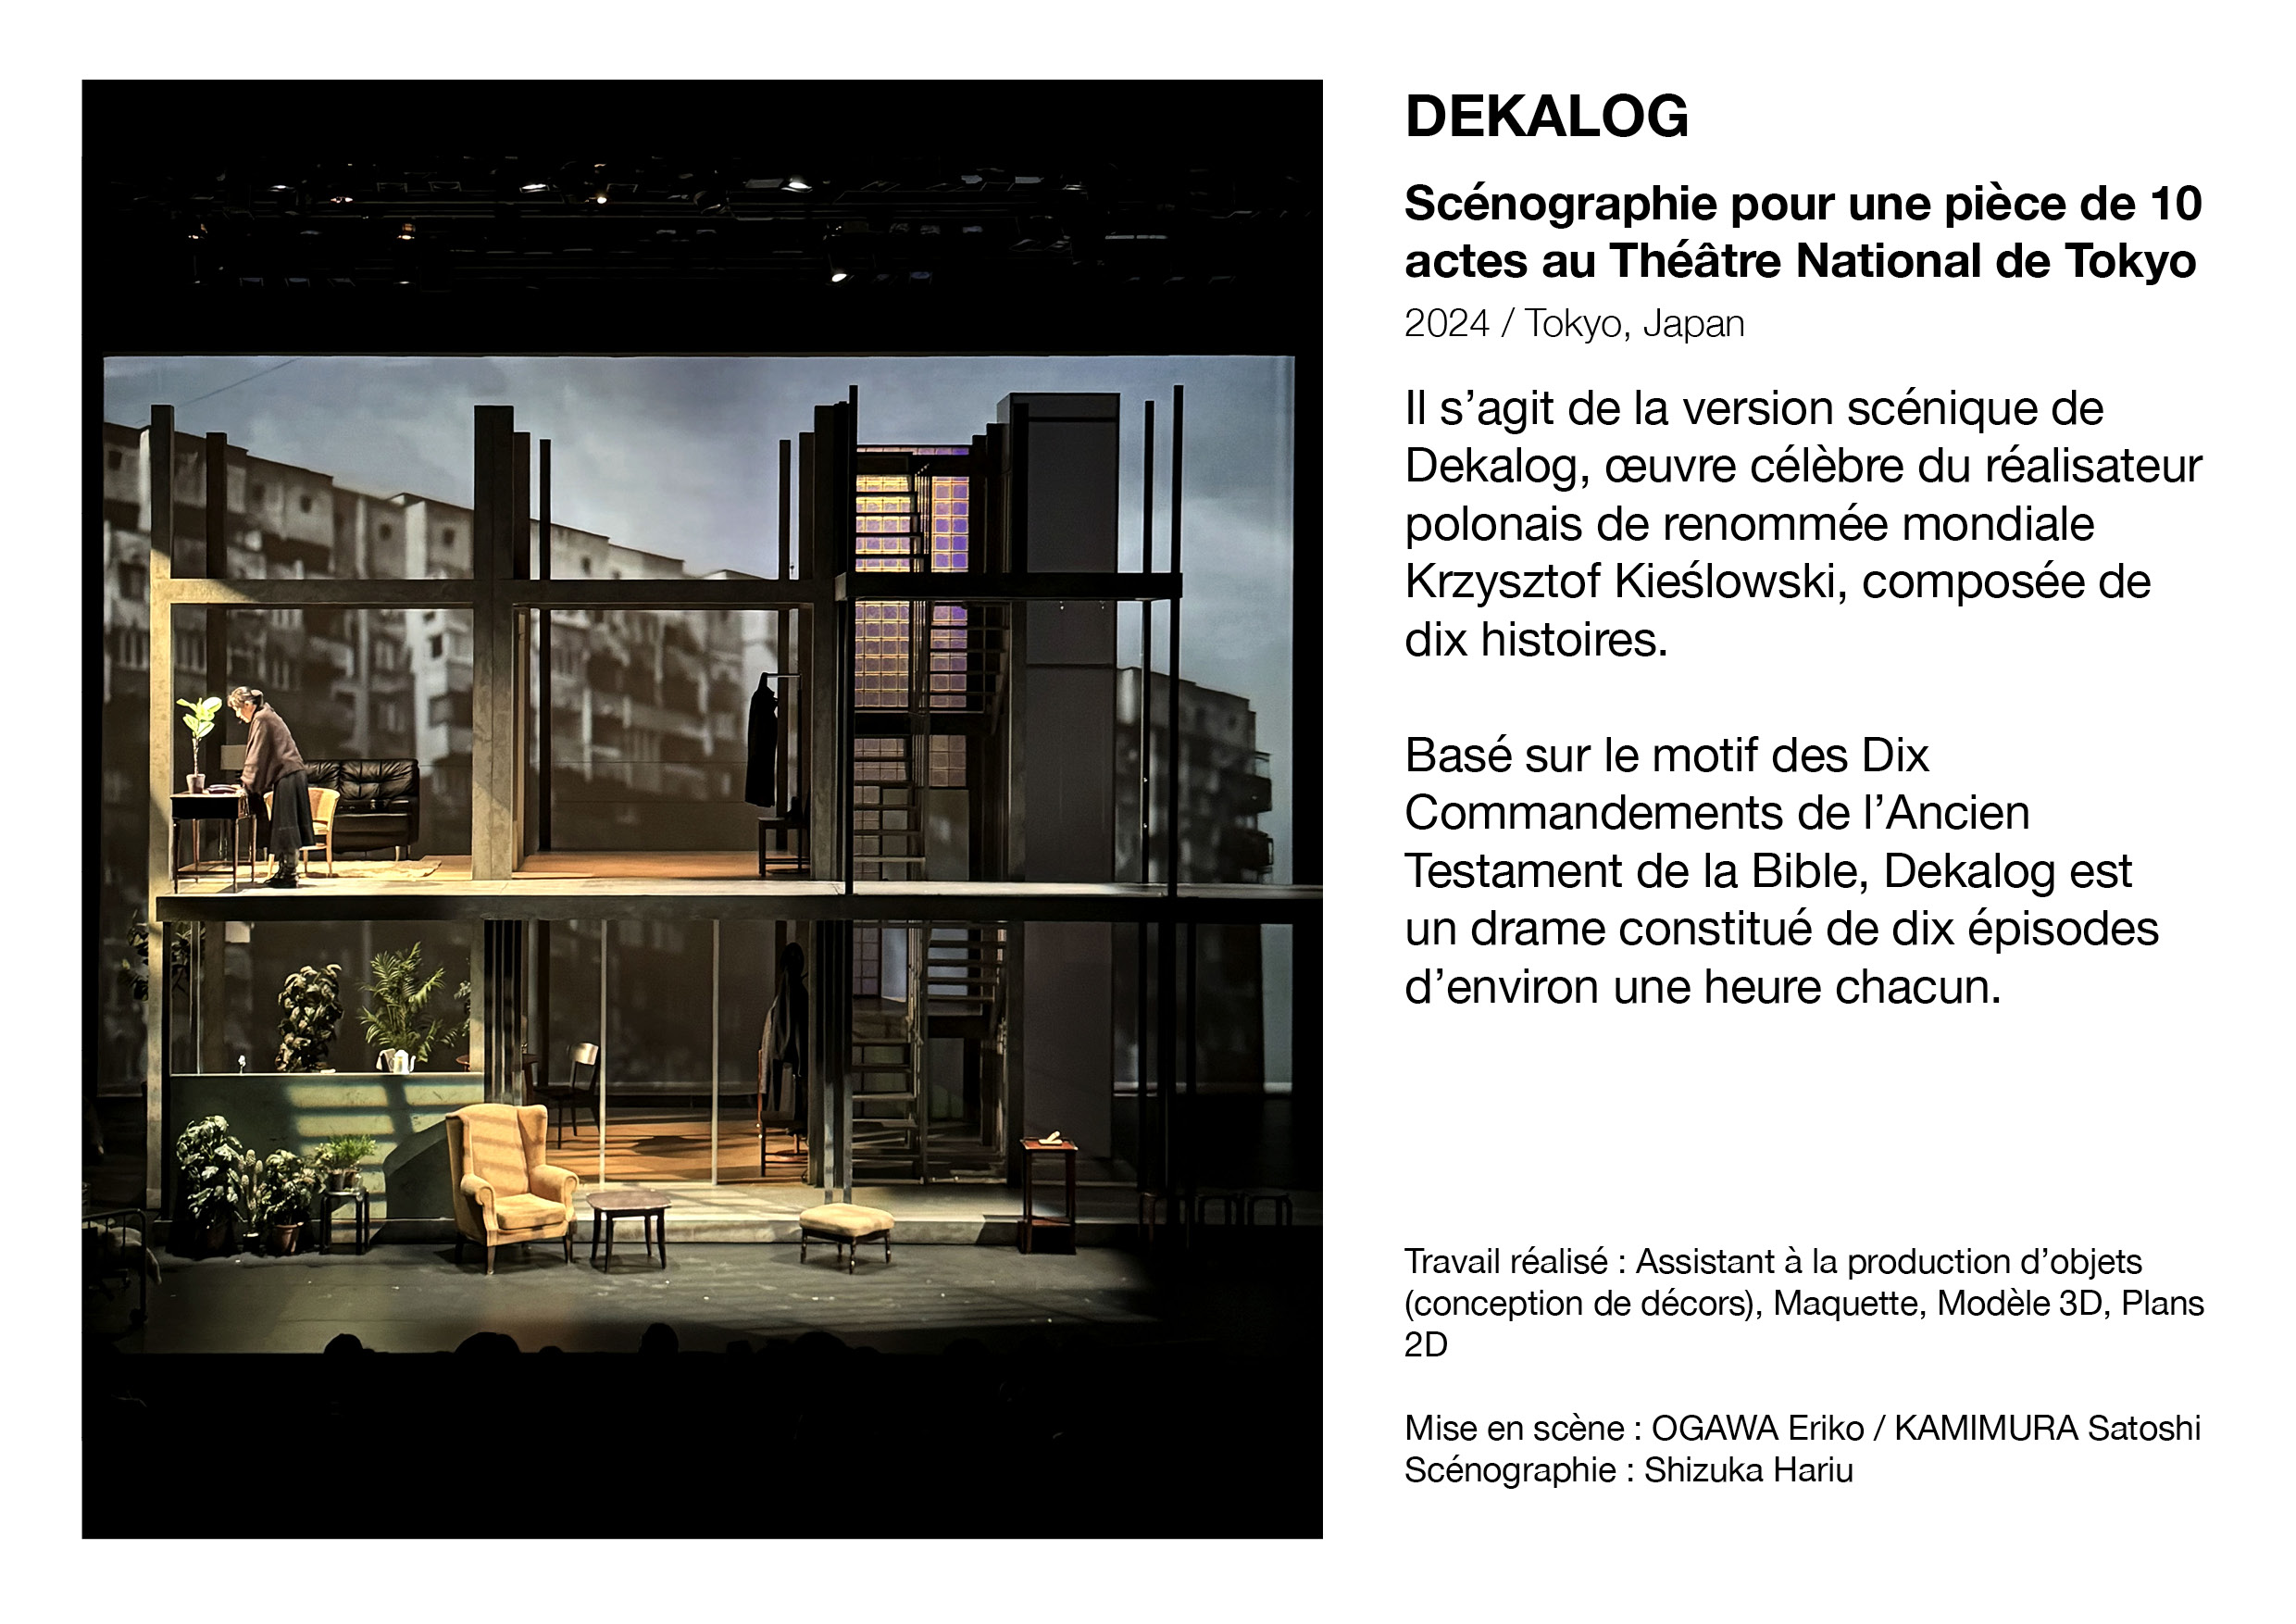 DEKALOG
Scénographie pour une pièce de 10
actes au Théâtre National de Tokyo
2024 / Tokyo, Japan
Il s’agit de la version scénique de
Dekalog, œuvre célèbre du réalisateur
polonais de renommée mondiale
Krzysztof Kieślowski, composée de
dix histoires.
Basé sur le motif des Dix
Commandements de l’Ancien
Testament de la Bible, Dekalog est
un drame constitué de dix épisodes
d’environ une heure chacun.
Travail réalisé : Assistant à la production d’objets
(conception de décors), Maquette, Modèle 3D, Plans
2D
Mise en scène : OGAWA Eriko / KAMIMURA Satoshi
Scénographie : Shizuka Hariu